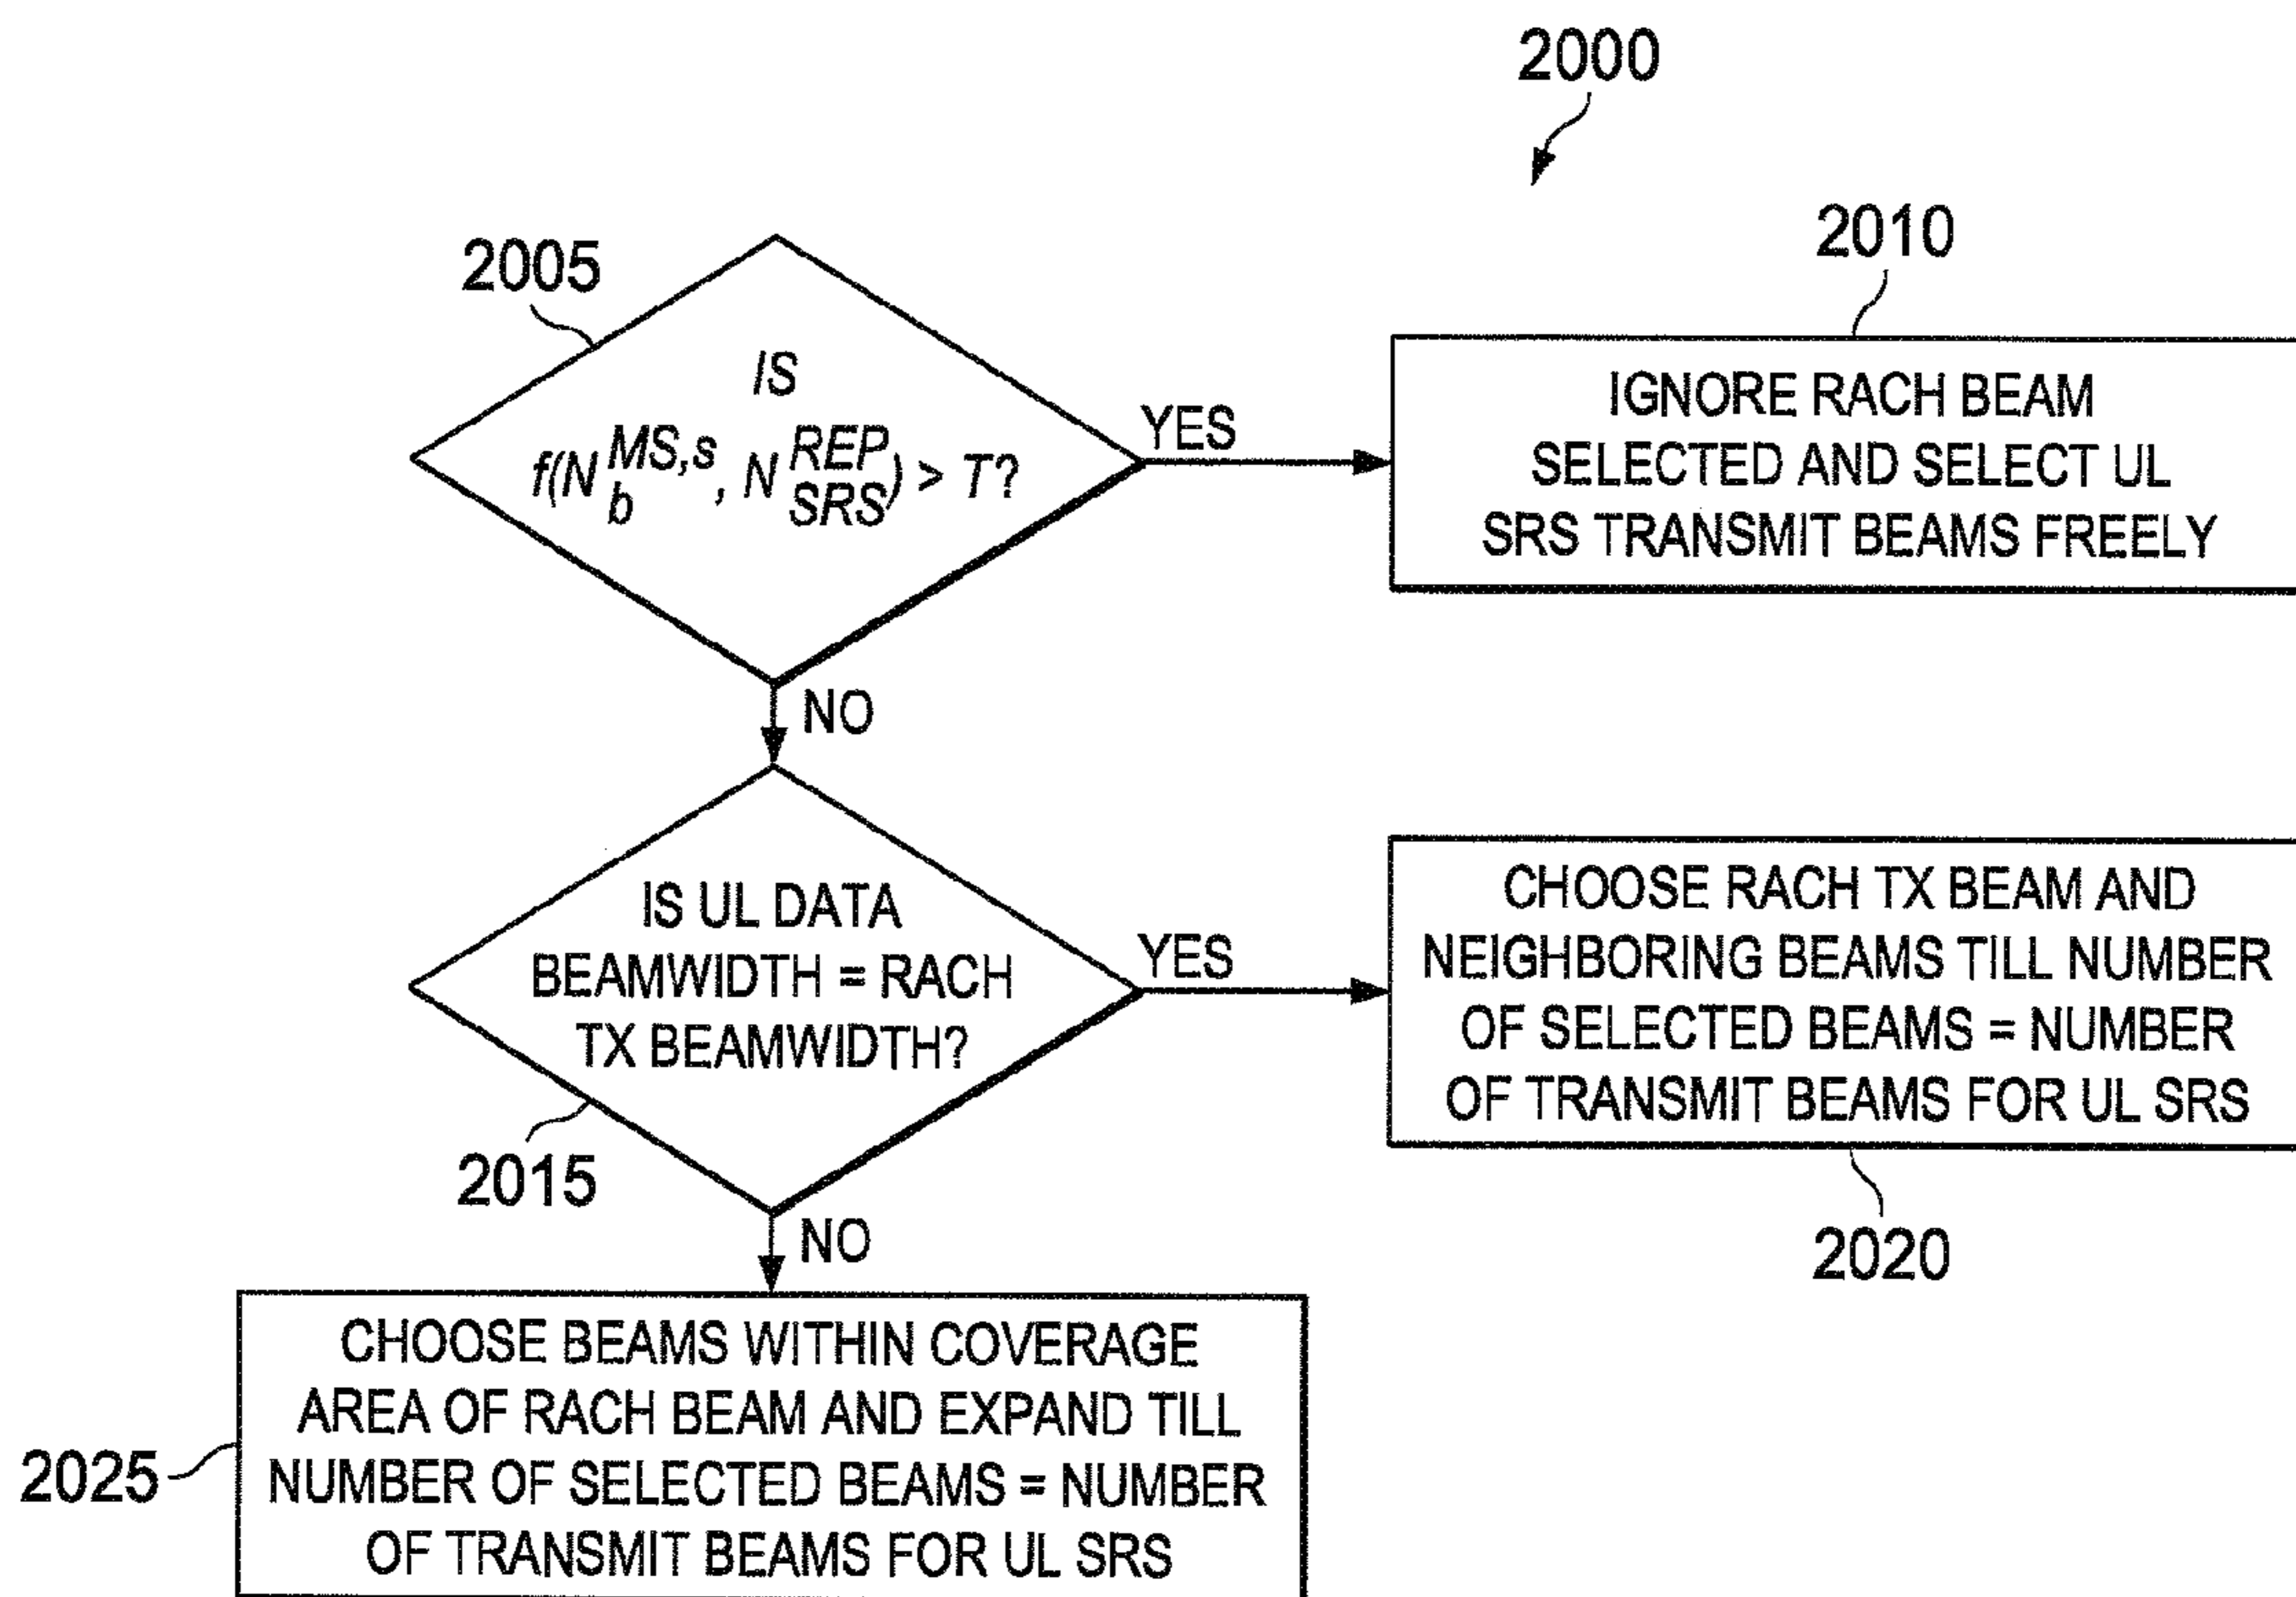 2000
2005
2010
IS
f(N_b^{MS,s}, N_{SRS}^{REP}) > T?
YES
IGNORE RACH BEAM
SELECTED AND SELECT UL
SRS TRANSMIT BEAMS FREELY
NO
IS UL DATA
BEAMWIDTH = RACH
TX BEAMWIDTH?
YES
CHOOSE RACH TX BEAM AND
NEIGHBORING BEAMS TILL NUMBER
OF SELECTED BEAMS = NUMBER
OF TRANSMIT BEAMS FOR UL SRS
2015
2020
NO
CHOOSE BEAMS WITHIN COVERAGE
AREA OF RACH BEAM AND EXPAND TILL
NUMBER OF SELECTED BEAMS = NUMBER
OF TRANSMIT BEAMS FOR UL SRS
2025